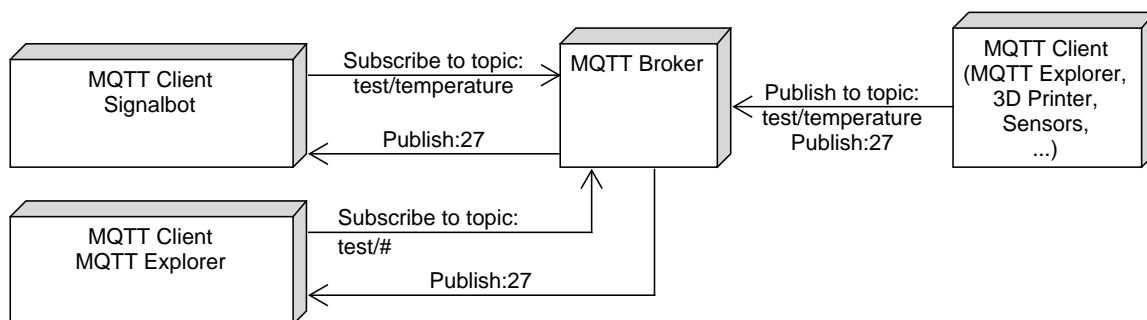 MQTT Client
Signalbot
Subscribe to topic:
test/temperature
Publish:27
MQTT Broker
Publish to topic:
test/temperature
Publish:27
MQTT Client
(MQTT Explorer,
3D Printer,
Sensors,
...)
MQTT Client
MQTT Explorer
Subscribe to topic:
test/#
Publish:27